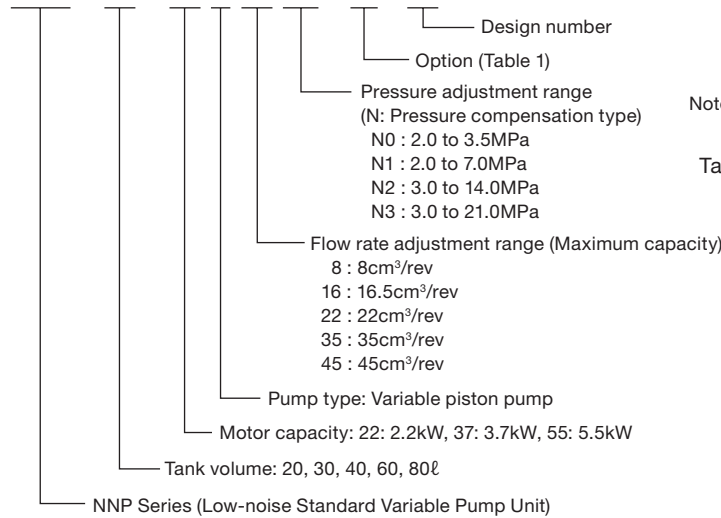 Design number
Option (Table 1)
Pressure adjustment range
(N: Pressure compensation type)
N0 : 2.0 to 3.5MPa
N1 : 2.0 to 7.0MPa
N2 : 3.0 to 14.0MPa
N3 : 3.0 to 21.0MPa
Note
Ta
Flow rate adjustment range (Maximum capacity)
8 : 8cm³/rev
16 : 16.5cm³/rev
22 : 22cm³/rev
35 : 35cm³/rev
45 : 45cm³/rev
Pump type: Variable piston pump
Motor capacity: 22: 2.2kW, 37: 3.7kW, 55: 5.5kW
Tank volume: 20, 30, 40, 60, 80ℓ
NNP Series (Low-noise Standard Variable Pump Unit)